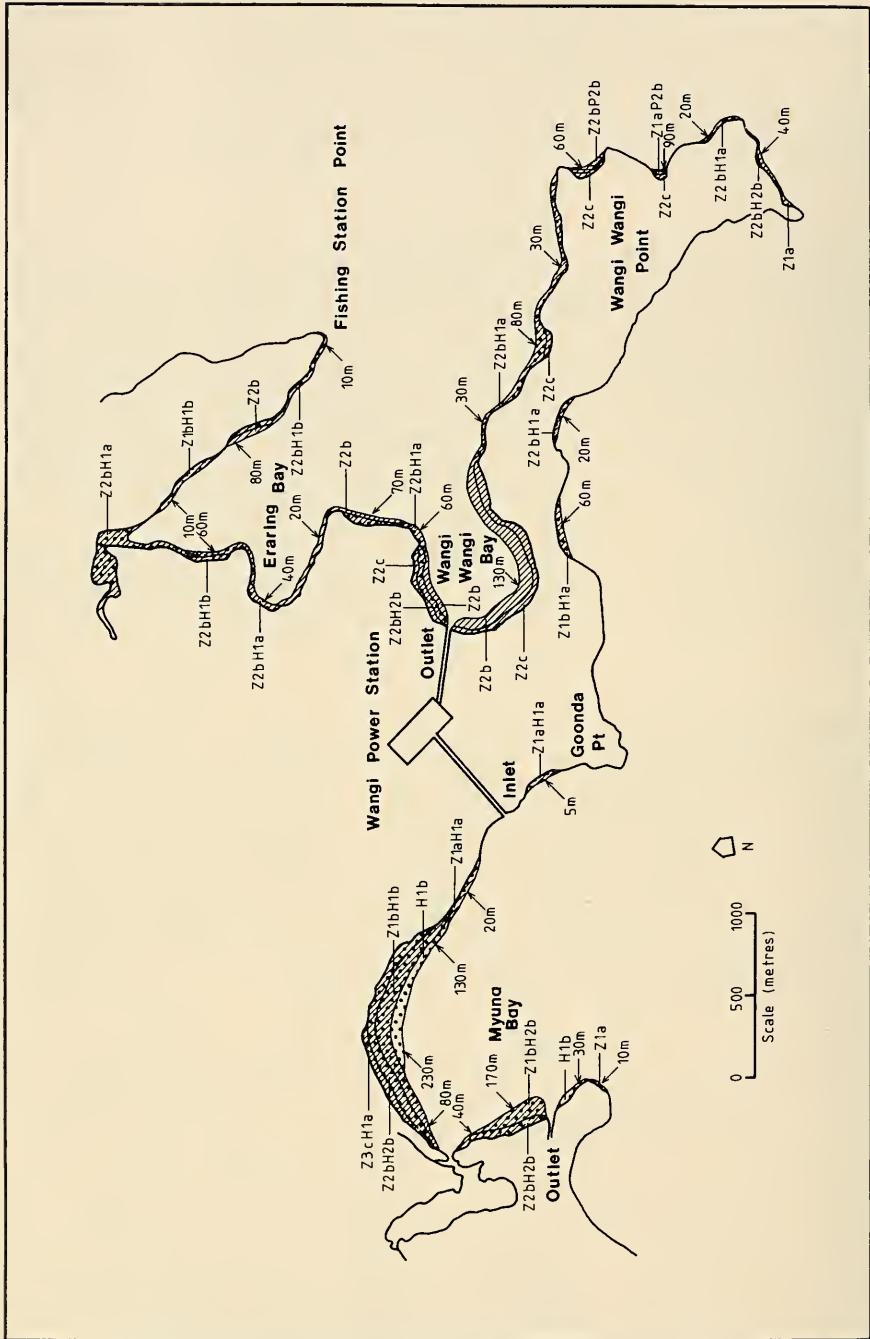 Z2bH1a
Z1bH1b
10m
60m
Z2bH1b
80m
Z2b
Fishing Station Point
Eraring
Bay
Z2bH1b
Z2bH1a
40m
20m
10m
Z2b
70m
Z2bH1a
60m
Z2c
Z2bH2b
Z2b
Wangi
Wangi
Bay
130m
Wangi Power Station
Outlet
Z2b
Z2c
30m
Z2bH1a
80m
Z2c
30m
60m
Z2c
Z2bP2b
Z1aP2b
90m
Z2c
20m
Z2bH1a
Z2bH2b
40m
Z1a
Wangi Wangi
Point
Z2bH1a
20m
60m
Z1bH1a
Inlet
Z1aH1a
5m
Goonda
Pt
Z3cH1a
Z2bH2b
Z1bH1b
H1b
Z1aH1a
20m
130m
230m
80m
40m
Myuna
Bay
170m
Z1bH2b
Z2bH2b
Outlet
H1b
30m
Z1a
10m
N
0
500
1000
Scale (metres)